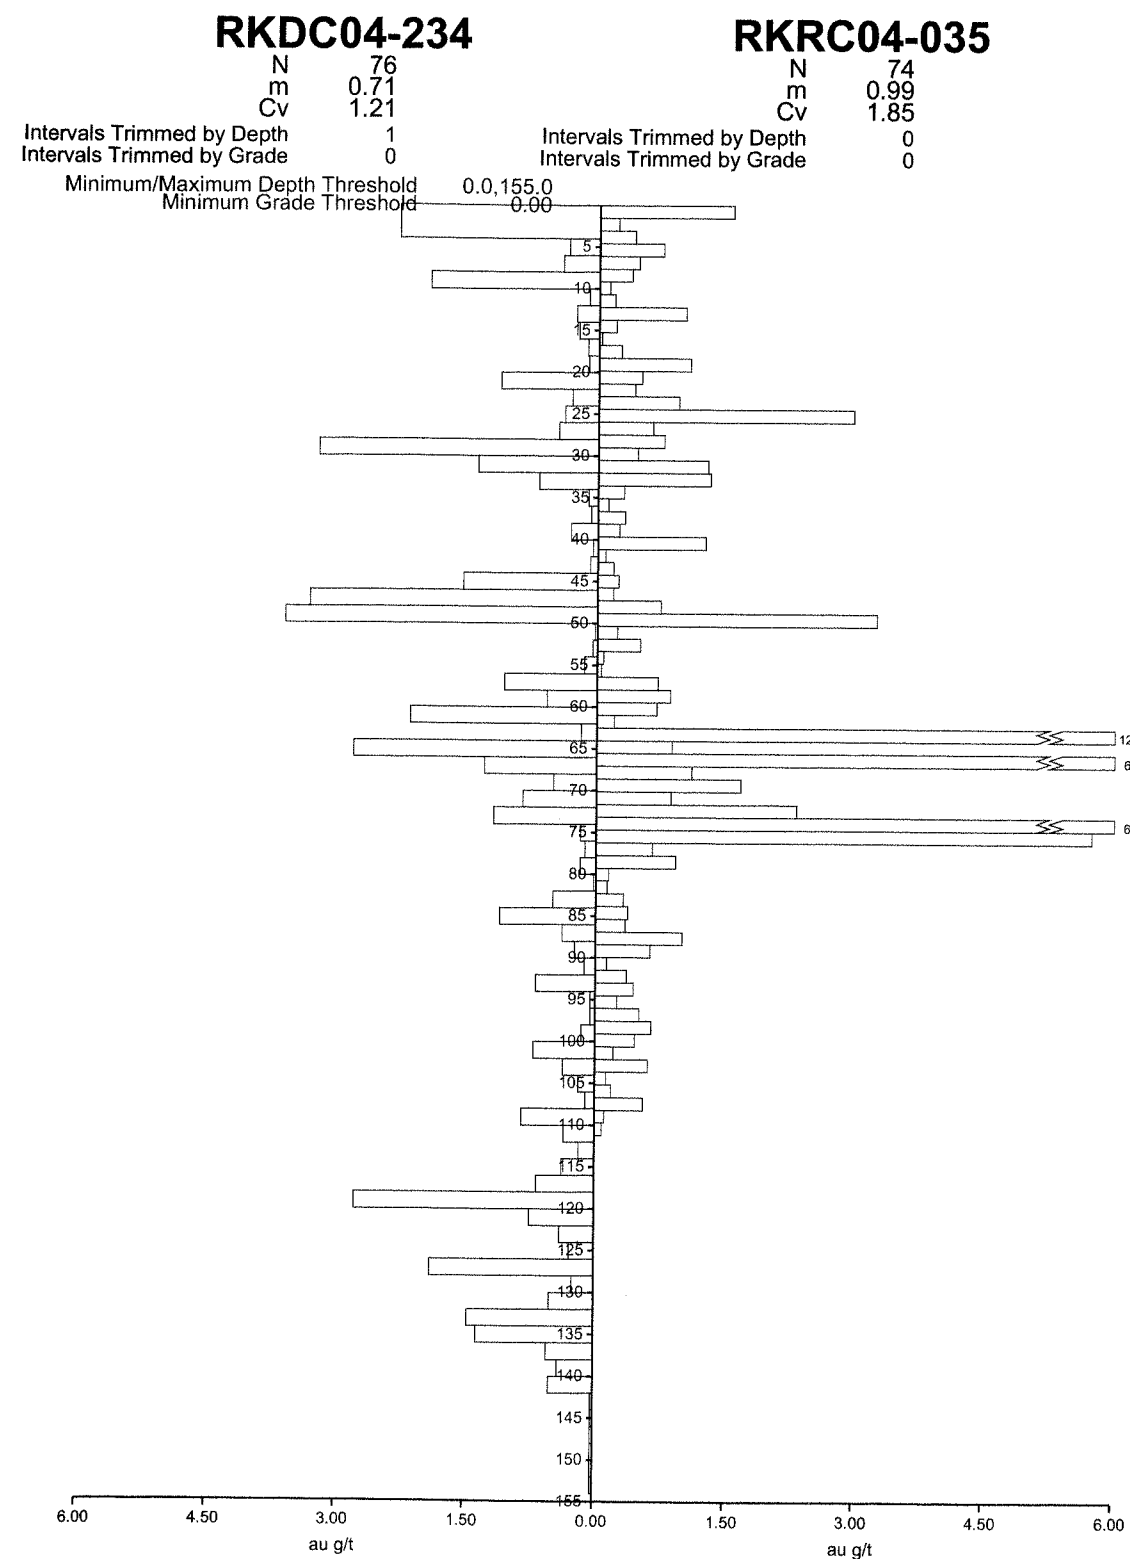 RKDC04-234
RKRC04-035
N 76
N 74
m 0.71
m 0.99
Cv 1.21
Cv 1.85
Intervals Trimmed by Depth 1
Intervals Trimmed by Depth 0
Intervals Trimmed by Grade 0
Intervals Trimmed by Grade 0
Minimum/Maximum Depth Threshold 0.0,155.0
Minimum Grade Threshold 0.00
5
10
15
20
25
30
35
40
45
50
55
60
12
65
6
70
6
75
80
85
90
95
100
105
110
115
120
125
130
135
140
145
150
155
6.00 4.50 3.00 1.50 0.00 1.50 3.00 4.50 6.00
au g/t au g/t